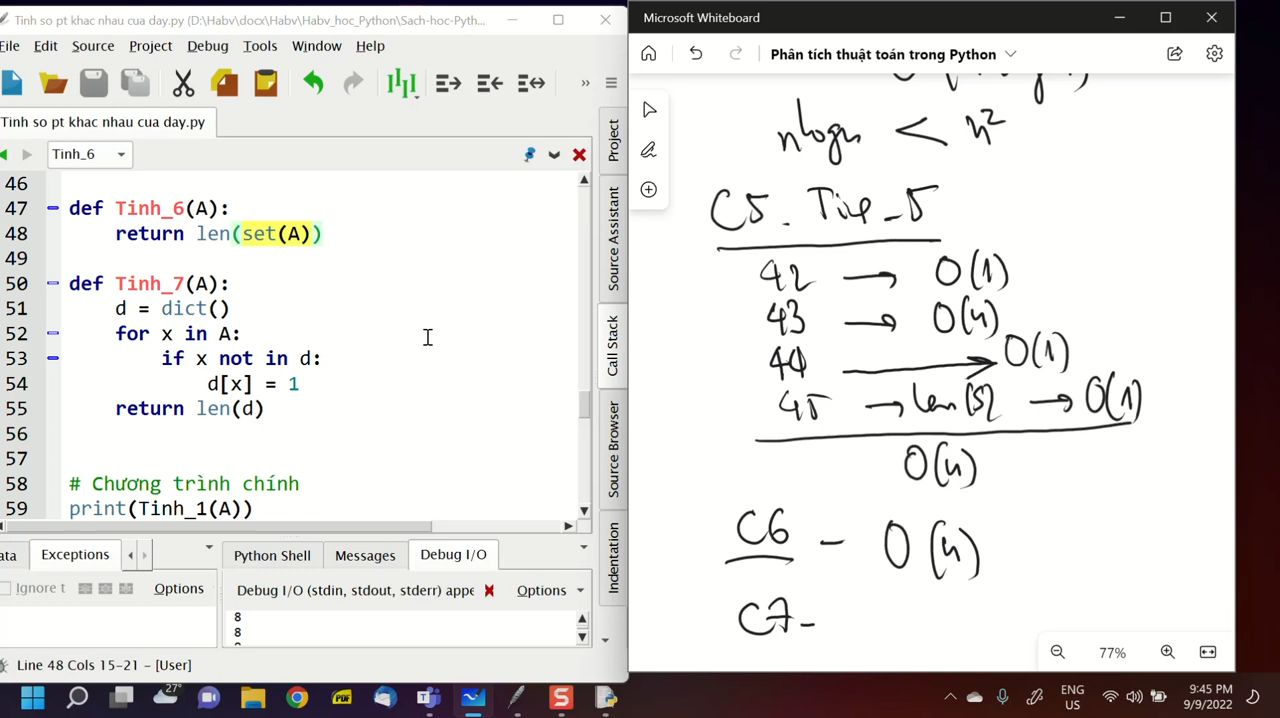 Tinh so pt khac nhau cua day.py (D:\Habv\docx\Habv\Habv_hoc_Python\Sach-hoc-Pyth...
File Edit Source Project Debug Tools Window Help
Tinh so pt khac nhau cua day.py
Tinh_6
46
47 def Tinh_6(A):
48 return len(set(A))
49
50 def Tinh_7(A):
51 d = dict()
52 for x in A:
53 if x not in d:
54 d[x] = 1
55 return len(d)
56
57
58 # Chương trình chính
59 print(Tinh_1(A))
Project
Source Assistant
Call Stack
Source Browser
Indentation
ata Exceptions
Ignore t Options
Python Shell Messages Debug I/O
Debug I/O (stdin, stdout, stderr) appe Options
8
8
Line 48 Cols 15–21 – [User]
Microsoft Whiteboard
Phân tích thuật toán trong Python
nlogn < n²
C5. Tinh_5
42 → O(1)
43 → O(n)
44 → O(1)
45 → len(S) → O(1)
O(n)
C6 - O(n)
C7-
77%
27°
ENG
US
9:45 PM
9/9/2022